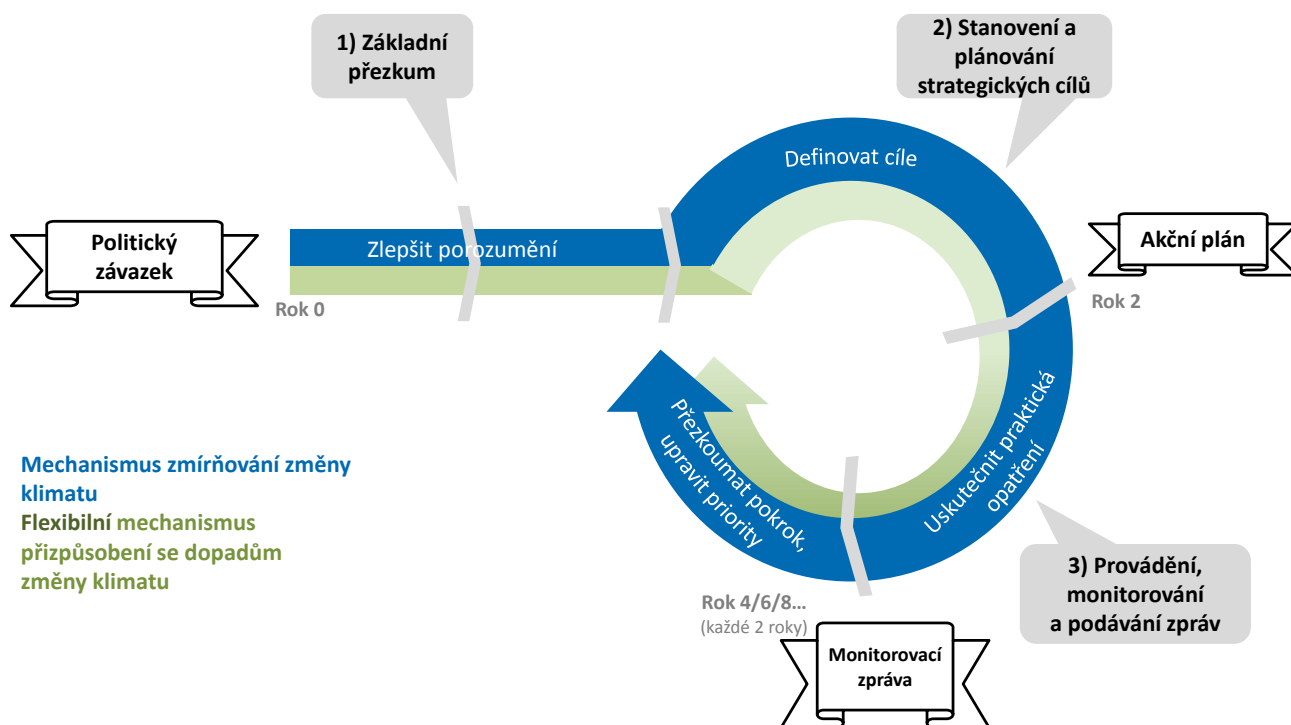 1) Základní
přezkum
2) Stanovení a
plánování
strategických cílů
Definovat cíle
Politický
závazek
Zlepšit porozumění
Akční plán
Rok 0
Rok 2
Přezkoumat pokrok,
upravit priority
Uskutečnit praktická
opatření
Mechanismus zmírňování změny
klimatu
Flexibilní mechanismus
přizpůsobení se dopadům
změny klimatu
3) Provádění,
monitorování
a podávání zpráv
Rok 4/6/8...
(každé 2 roky)
Monitorovací
zpráva